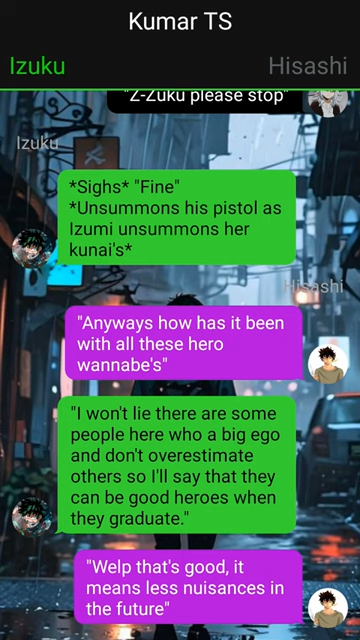 Kumar TS
Izuku
Hisashi
"Z-Zuku please stop"
Izuku
*Sighs* "Fine"
*Unsummons his pistol as
Izumi unsummons her
kunai's*
Hisashi
"Anyways how has it been
with all these hero
wannabe's"
"I won't lie there are some
people here who a big ego
and don't overestimate
others so I'll say that they
can be good heroes when
they graduate."
"Welp that's good, it
means less nuisances in
the future"